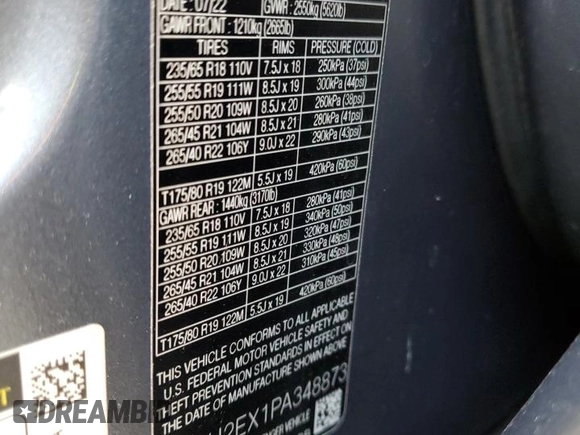 DATE: 07/22 GVWR: 2550kg (5620lb)
GAWR FRONT: 1210kg (2665lb)
TIRES RIMS PRESSURE (COLD)
235/65 R18 110V 7.5J x 18 250kPa (37psi)
255/55 R19 111W 8.5J x 19 300kPa (44psi)
255/50 R20 109W 8.5J x 20 260kPa (38psi)
265/45 R21 104W 8.5J x 21 280kPa (41psi)
265/40 R22 106Y 9.0J x 22 290kPa (43psi)
T175/80 R19 122M 5.5J x 19 420kPa (60psi)
GAWR REAR: 1440kg (3170lb)
235/65 R18 110V 7.5J x 18 280kPa (41psi)
255/55 R19 111W 8.5J x 19 340kPa (50psi)
255/50 R20 109W 8.5J x 20 320kPa (47psi)
265/45 R21 104W 8.5J x 21 330kPa (48psi)
265/40 R22 106Y 9.0J x 22 310kPa (45psi)
T175/80 R19 122M 5.5J x 19 420kPa (60psi)
THIS VEHICLE CONFORMS TO ALL APPLICABLE
U.S. FEDERAL MOTOR VEHICLE SAFETY AND
THEFT PREVENTION STANDARDS IN EFFECT ON
THE DATE OF MANUFACTURE SHOWN ABOVE
J2EX1PA348873